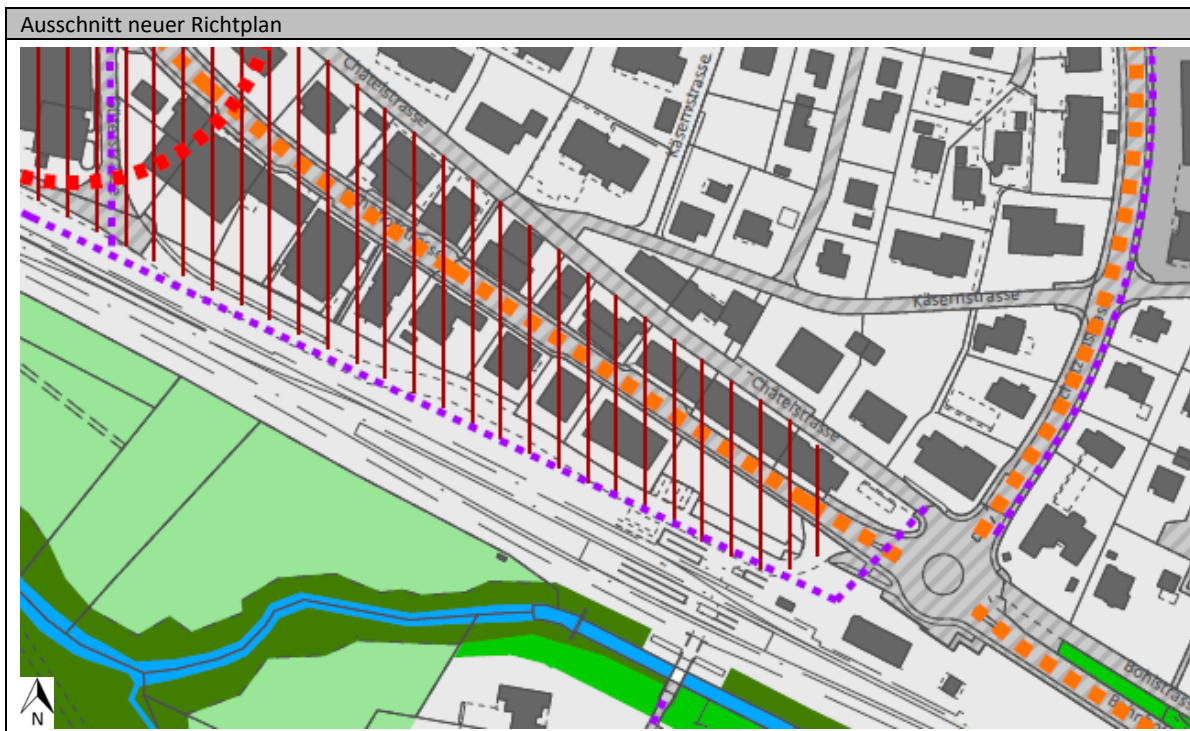 Ausschnitt neuer Richtplan
Châtelstrasse
Käsernstrasse
Käsernstrasse
Châtelstrasse
Bohlstrasse
N